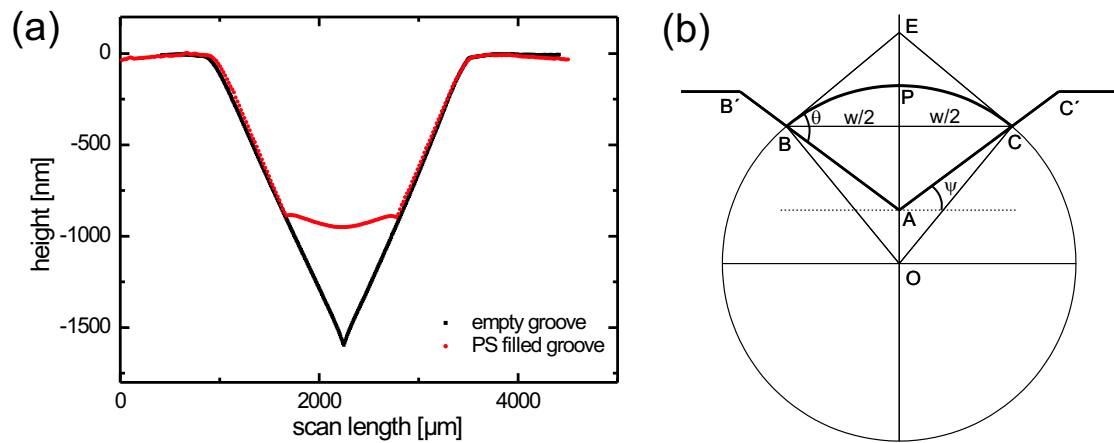 (a)
(b)
0
-500
-1000
-1500
height [nm]
0
2000
4000
scan length [µm]
empty groove
PS filled groove
E
B´
P
C´
θ
w/2
w/2
B
C
ψ
A
O